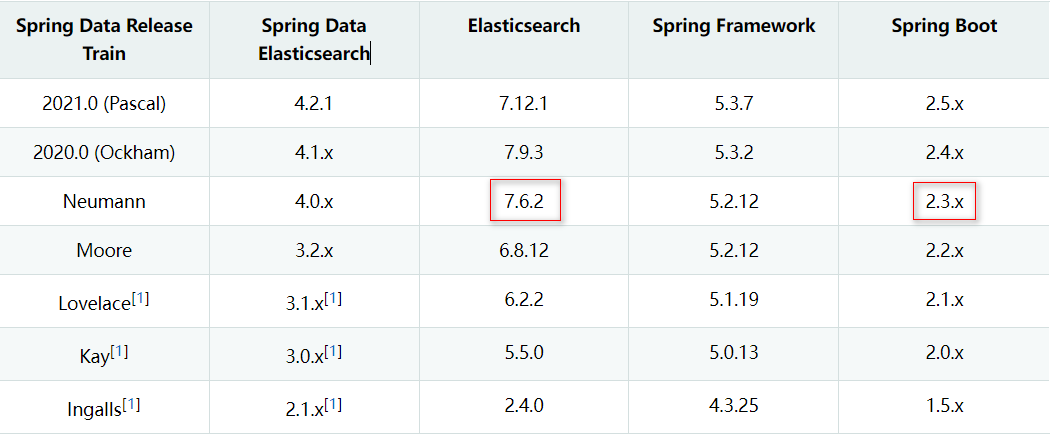 Spring Data Release Train Spring Data Elasticsearch Elasticsearch Spring Framework Spring Boot
2021.0 (Pascal) 4.2.1 7.12.1 5.3.7 2.5.x
2020.0 (Ockham) 4.1.x 7.9.3 5.3.2 2.4.x
Neumann 4.0.x 7.6.2 5.2.12 2.3.x
Moore 3.2.x 6.8.12 5.2.12 2.2.x
Lovelace[1] 3.1.x[1] 6.2.2 5.1.19 2.1.x
Kay[1] 3.0.x[1] 5.5.0 5.0.13 2.0.x
Ingalls[1] 2.1.x[1] 2.4.0 4.3.25 1.5.x